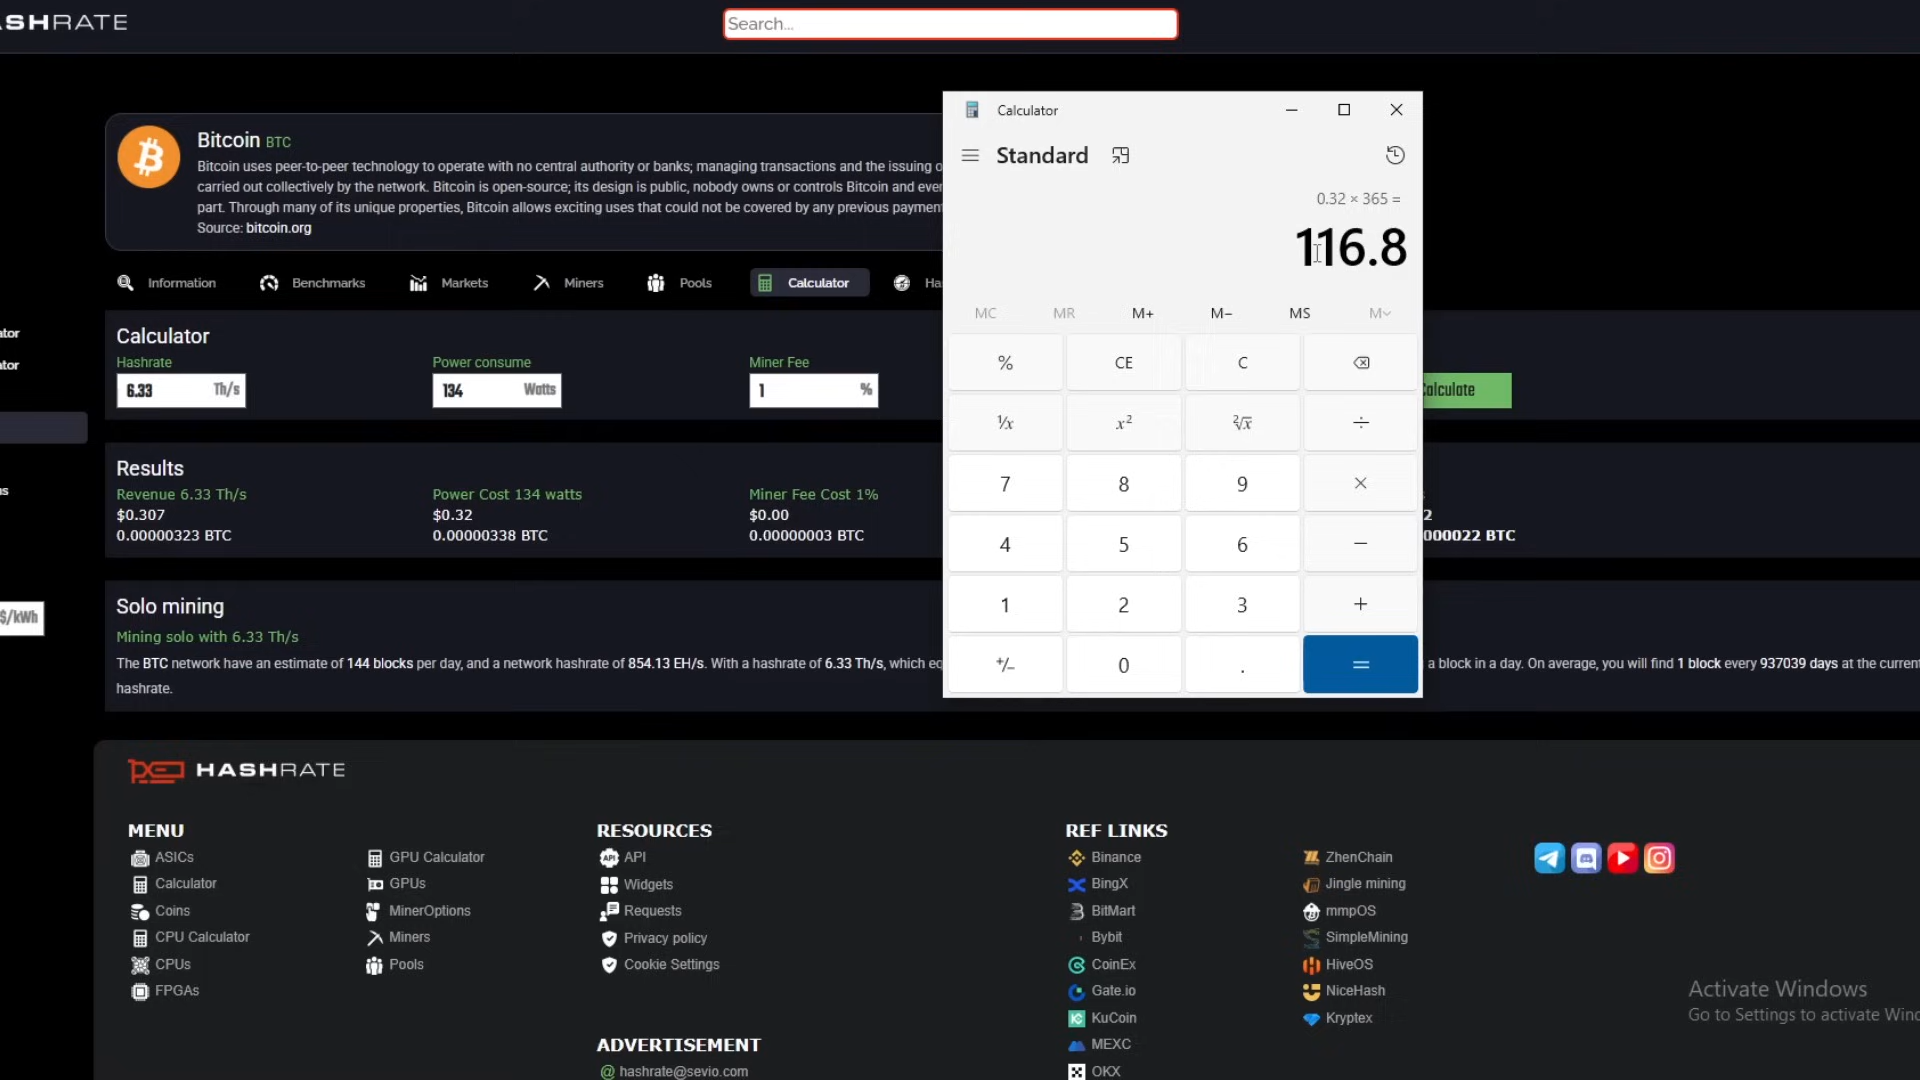 SHRATE
Search...
Calculator
Standard
0.32 × 365 =
116.8
MC MR M+ M− MS M
% CE C
⅟x x² ²√x ÷
7 8 9 ×
4 5 6 −
1 2 3 +
+/− 0 . =
Bitcoin BTC
Bitcoin uses peer-to-peer technology to operate with no central authority or banks; managing transactions and the issuing o
carried out collectively by the network. Bitcoin is open-source; its design is public, nobody owns or controls Bitcoin and ever
part. Through many of its unique properties, Bitcoin allows exciting uses that could not be covered by any previous payment
Source: bitcoin.org
Information Benchmarks Markets Miners Pools Calculator Ha
ator
ator
s
$/kWh
Calculator
Hashrate Power consume Miner Fee
6.33 Th/s 134 Watts 1 % Calculate
Results
Revenue 6.33 Th/s Power Cost 134 watts Miner Fee Cost 1%
$0.307 $0.32 $0.00 2
0.00000323 BTC 0.00000338 BTC 0.00000003 BTC 000022 BTC
Solo mining
Mining solo with 6.33 Th/s
The BTC network have an estimate of 144 blocks per day, and a network hashrate of 854.13 EH/s. With a hashrate of 6.33 Th/s, which eq a block in a day. On average, you will find 1 block every 937039 days at the current
hashrate.
HASHRATE
MENU
ASICs
Calculator
Coins
CPU Calculator
CPUs
FPGAs
GPU Calculator
GPUs
MinerOptions
Miners
Pools
RESOURCES
API
Widgets
Requests
Privacy policy
Cookie Settings
ADVERTISEMENT
@ hashrate@sevio.com
REF LINKS
Binance
BingX
BitMart
Bybit
CoinEx
Gate.io
KuCoin
MEXC
OKX
ZhenChain
Jingle mining
mmpOS
SimpleMining
HiveOS
NiceHash
Kryptex
Activate Windows
Go to Settings to activate Winc